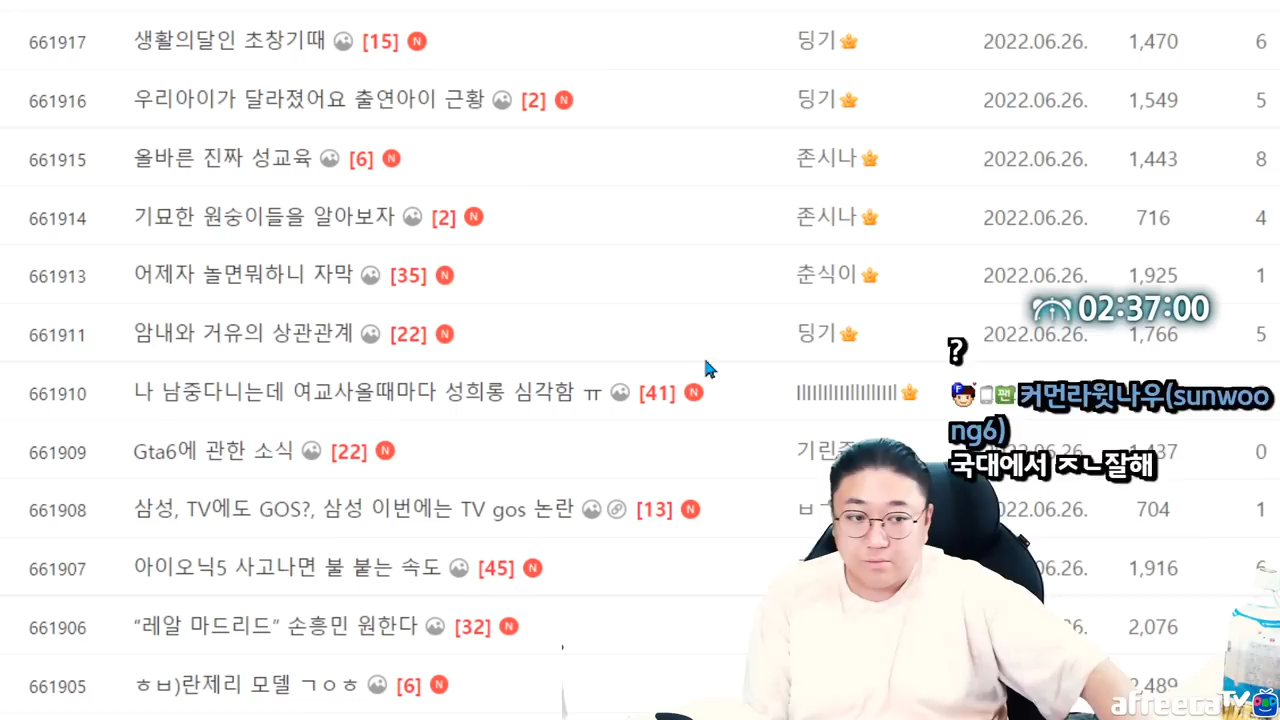 661917 생활의달인 초창기때 [15] N 딩기 2022.06.26. 1,470 6
661916 우리아이가 달라졌어요 출연아이 근황 [2] N 딩기 2022.06.26. 1,549 5
661915 올바른 진짜 성교육 [6] N 존시나 2022.06.26. 1,443 8
661914 기묘한 원숭이들을 알아보자 [2] N 존시나 2022.06.26. 716 4
661913 어제자 놀면뭐하니 자막 [35] N 춘식이 2022.06.26. 1,925 1
02:37:00
661911 암내와 거유의 상관관계 [22] N 딩기 2022.06.26. 1,766 5
?
661910 나 남중다니는데 여교사올때마다 성희롱 심각함 ㅠ [41] N
커먼라윗나우(sunwoo
ng6)
661909 Gta6에 관한 소식 [22] N 기린 0
국대에서 ㅈㄴ잘해
661908 삼성, TV에도 GOS?, 삼성 이번에는 TV gos 논란 [13] N 022.06.26. 704 1
661907 아이오닉5 사고나면 불 붙는 속도 [45] N 06.26. 1,916
661906 “레알 마드리드” 손흥민 원한다 [32] N 2,076
661905 ㅎㅂ)란제리 모델 ㄱㅇㅎ [6] N 2,489
afreecaTV